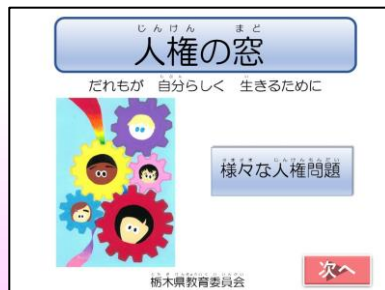 じんけん まど
人権の窓
じぶん い
だれもが 自分らしく 生きるために
さまざま じんけんもんだい
様々な人権問題
とちぎけんきょういくいいんかい
栃木県教育委員会
次へ